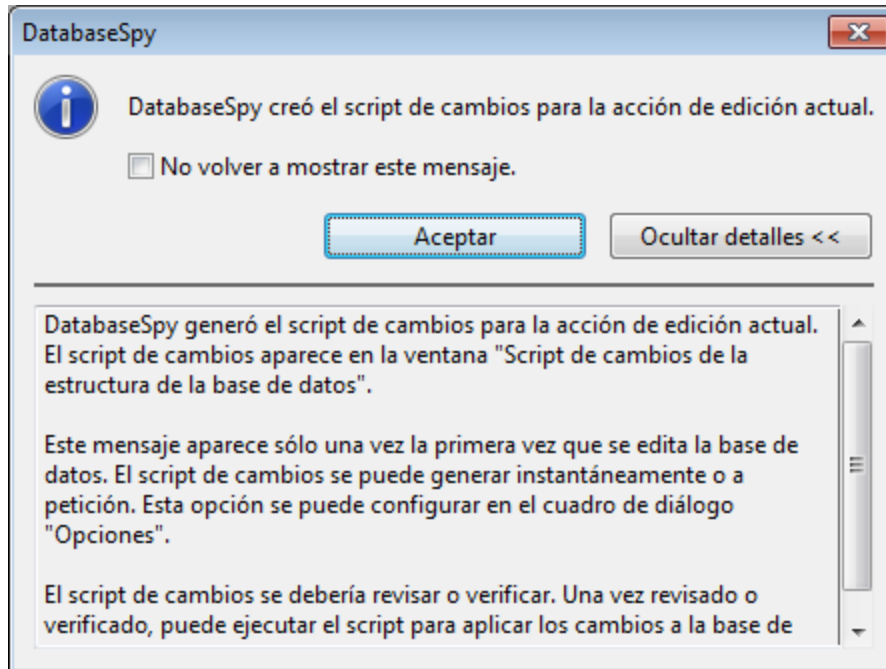 DatabaseSpy
DatabaseSpy creó el script de cambios para la acción de edición actual.
No volver a mostrar este mensaje.
Aceptar
Ocultar detalles <<
DatabaseSpy generó el script de cambios para la acción de edición actual.
El script de cambios aparece en la ventana "Script de cambios de la
estructura de la base de datos".
Este mensaje aparece sólo una vez la primera vez que se edita la base de
datos. El script de cambios se puede generar instantáneamente o a
petición. Esta opción se puede configurar en el cuadro de diálogo
"Opciones".
El script de cambios se debería revisar o verificar. Una vez revisado o
verificado, puede ejecutar el script para aplicar los cambios a la base de